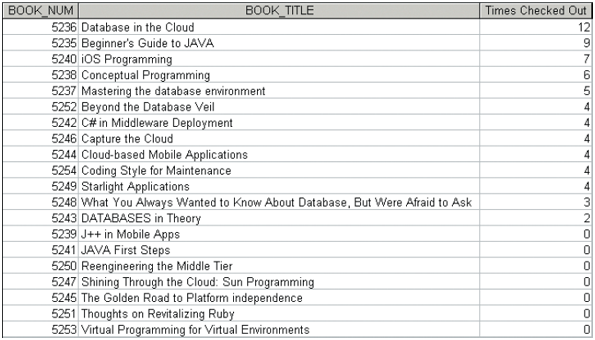 BOOK_NUM BOOK_TITLE Times Checked Out
5236 Database in the Cloud 12
5235 Beginner's Guide to JAVA 9
5240 iOS Programming 7
5238 Conceptual Programming 6
5237 Mastering the database environment 5
5252 Beyond the Database Veil 4
5242 C# in Middleware Deployment 4
5246 Capture the Cloud 4
5244 Cloud-based Mobile Applications 4
5254 Coding Style for Maintenance 4
5249 Starlight Applications 4
5248 What You Always Wanted to Know About Database, But Were Afraid to Ask 3
5243 DATABASES in Theory 2
5239 J++ in Mobile Apps 0
5241 JAVA First Steps 0
5250 Reengineering the Middle Tier 0
5247 Shining Through the Cloud: Sun Programming 0
5245 The Golden Road to Platform independence 0
5251 Thoughts on Revitalizing Ruby 0
5253 Virtual Programming for Virtual Environments 0